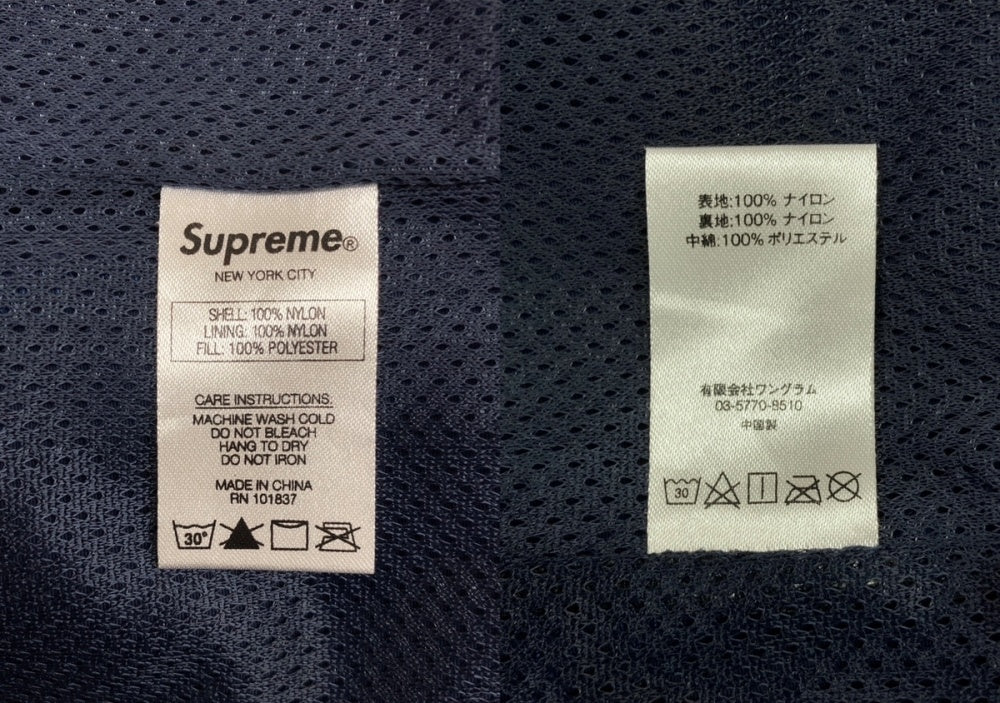 Supreme®
NEW YORK CITY
SHELL: 100% NYLON
LINING: 100% NYLON
FILL: 100% POLYESTER
CARE INSTRUCTIONS:
MACHINE WASH COLD
DO NOT BLEACH
HANG TO DRY
DO NOT IRON
MADE IN CHINA
RN 101837
30°
表地:100% ナイロン
裏地:100% ナイロン
中綿:100% ポリエステル
有限会社ワングラム
03-5770-8510
中国製
30